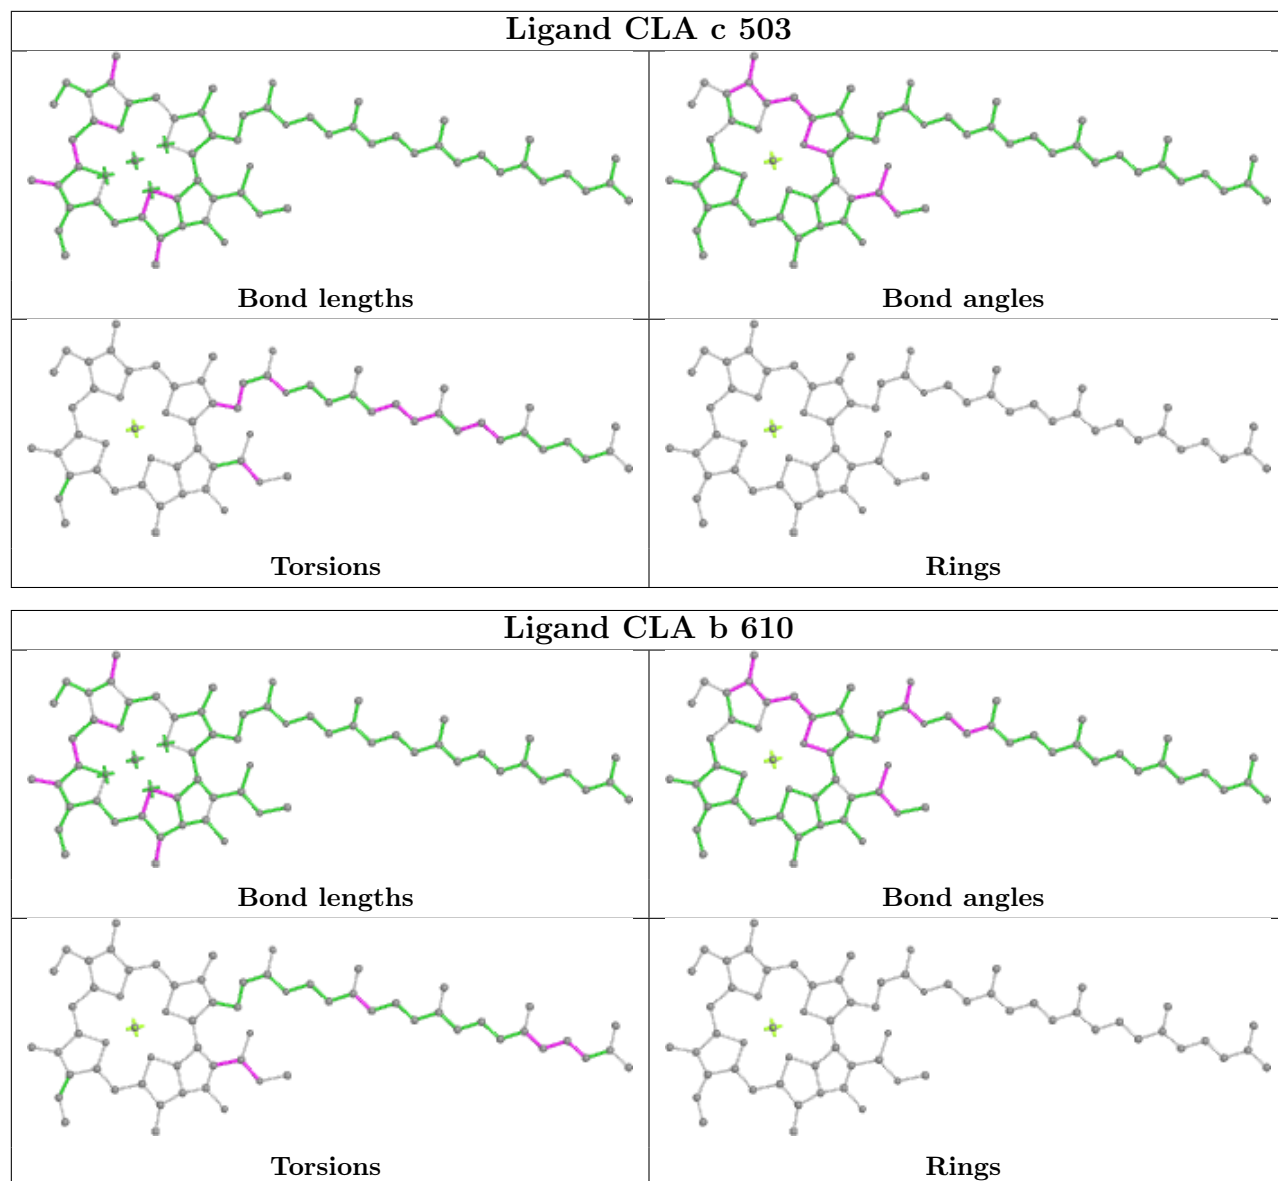 Ligand CLA c 503
Bond lengths
Bond angles
Torsions
Rings
Ligand CLA b 610
Bond lengths
Bond angles
Torsions
Rings